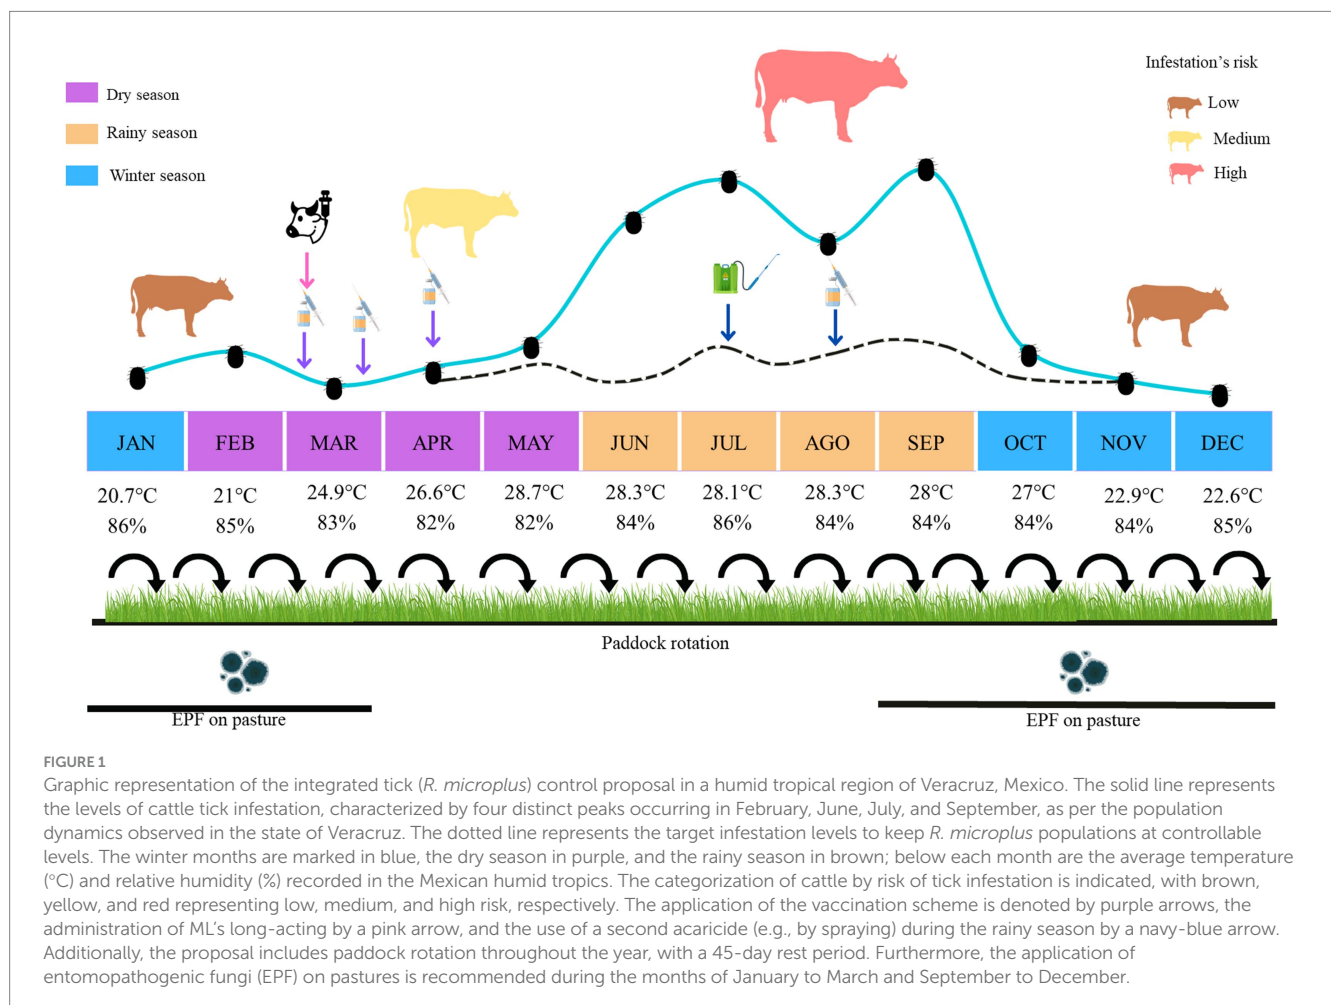 Dry season
Rainy season
Winter season
Infestation's risk
Low
Medium
High
JAN FEB MAR APR MAY JUN JUL AGO SEP OCT NOV DEC
20.7°C 21°C 24.9°C 26.6°C 28.7°C 28.3°C 28.1°C 28.3°C 28°C 27°C 22.9°C 22.6°C
86% 85% 83% 82% 82% 84% 86% 84% 84% 84% 84% 85%
Paddock rotation
EPF on pasture
EPF on pasture
FIGURE 1
Graphic representation of the integrated tick (R. microplus) control proposal in a humid tropical region of Veracruz, Mexico. The solid line represents
the levels of cattle tick infestation, characterized by four distinct peaks occurring in February, June, July, and September, as per the population
dynamics observed in the state of Veracruz. The dotted line represents the target infestation levels to keep R. microplus populations at controllable
levels. The winter months are marked in blue, the dry season in purple, and the rainy season in brown; below each month are the average temperature
(°C) and relative humidity (%) recorded in the Mexican humid tropics. The categorization of cattle by risk of tick infestation is indicated, with brown,
yellow, and red representing low, medium, and high risk, respectively. The application of the vaccination scheme is denoted by purple arrows, the
administration of ML's long-acting by a pink arrow, and the use of a second acaricide (e.g., by spraying) during the rainy season by a navy-blue arrow.
Additionally, the proposal includes paddock rotation throughout the year, with a 45-day rest period. Furthermore, the application of
entomopathogenic fungi (EPF) on pastures is recommended during the months of January to March and September to December.